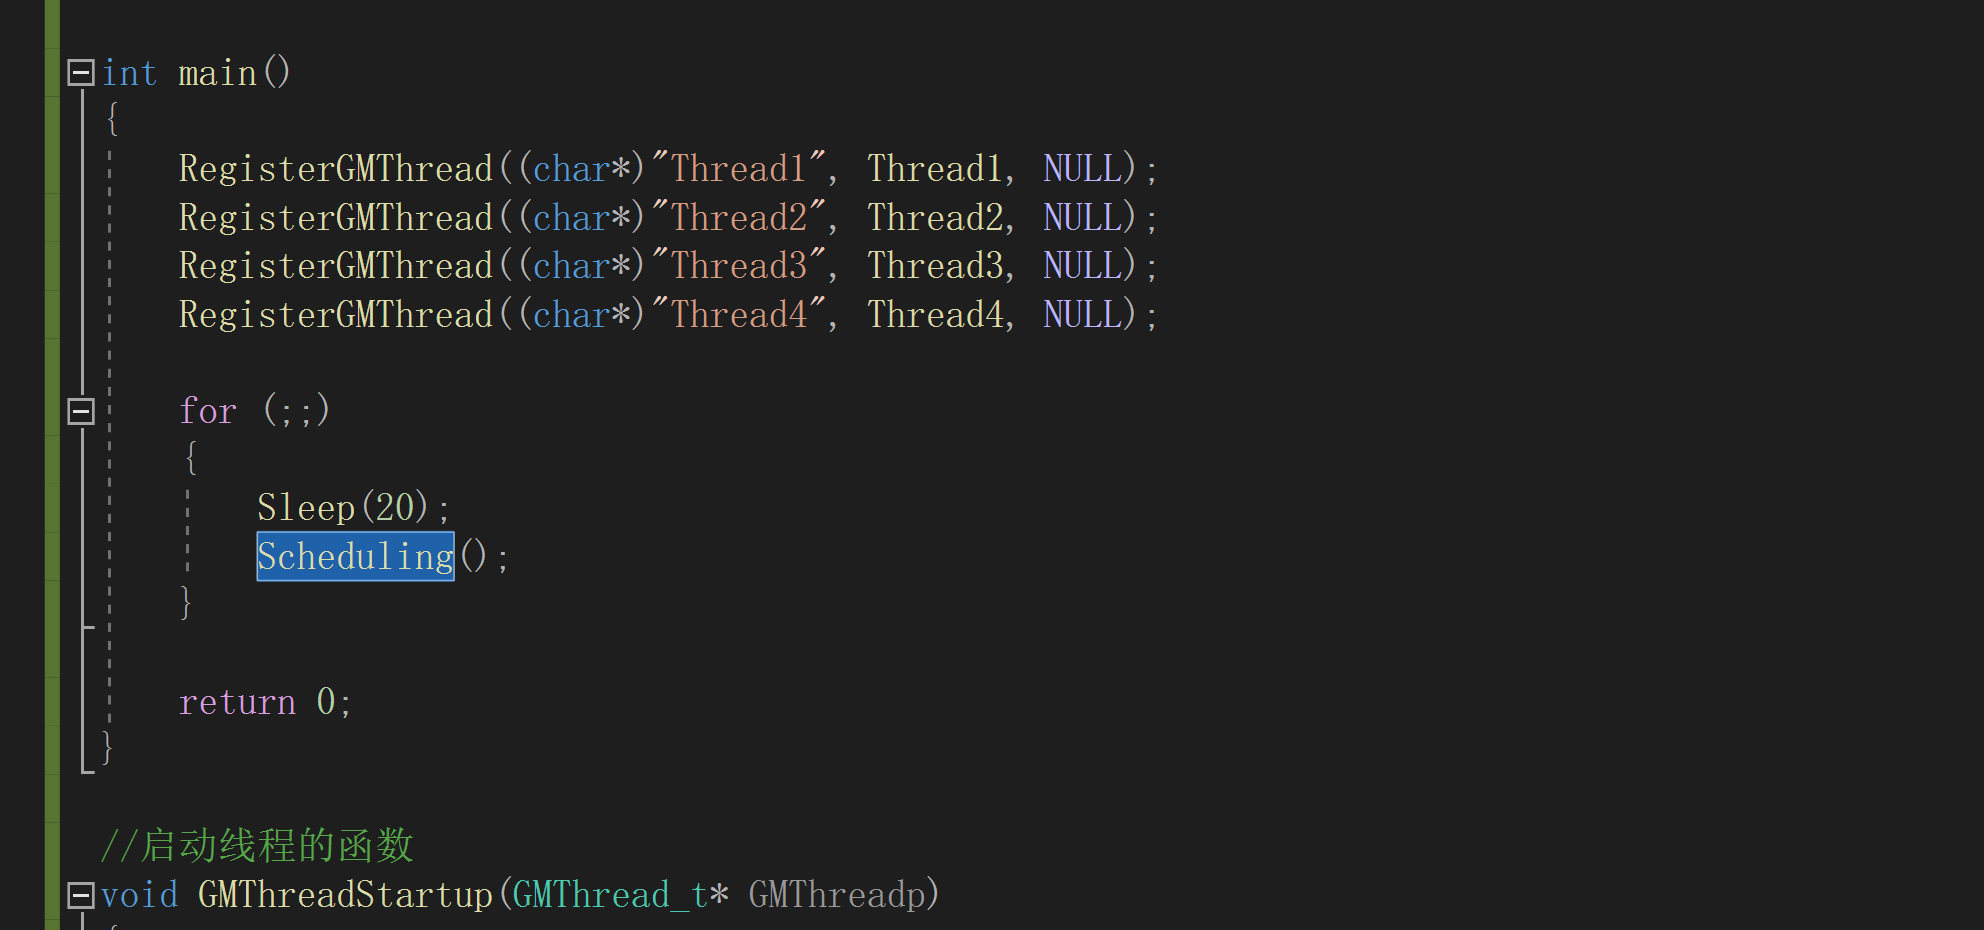 int main()
{
    RegisterGMThread((char*)"Thread1", Thread1, NULL);
    RegisterGMThread((char*)"Thread2", Thread2, NULL);
    RegisterGMThread((char*)"Thread3", Thread3, NULL);
    RegisterGMThread((char*)"Thread4", Thread4, NULL);
    for (;;)
    {
        Sleep(20);
        Scheduling();
    }
    return 0;
}
//启动线程的函数
void GMThreadStartup(GMThread_t* GMThreadp)
{